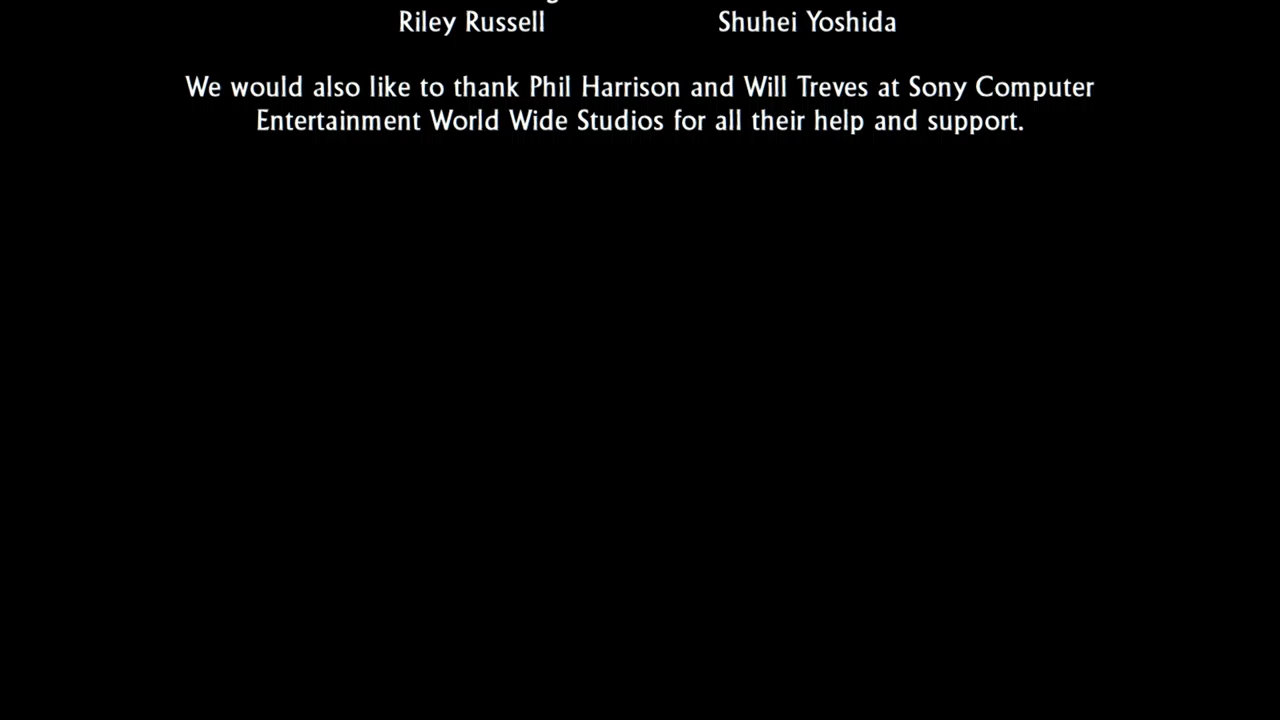 Riley Russell Shuhei Yoshida
We would also like to thank Phil Harrison and Will Treves at Sony Computer
Entertainment World Wide Studios for all their help and support.